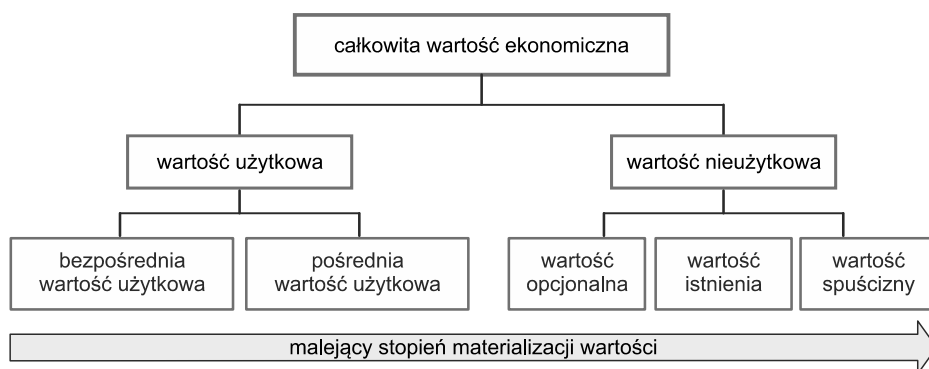 całkowita wartość ekonomiczna
wartość użytkowa
wartość nieużytkowa
bezpośrednia
wartość użytkowa
pośrednia
wartość użytkowa
wartość
opcjonalna
wartość
istnienia
wartość
spuścizny
malejący stopień materializacji wartości